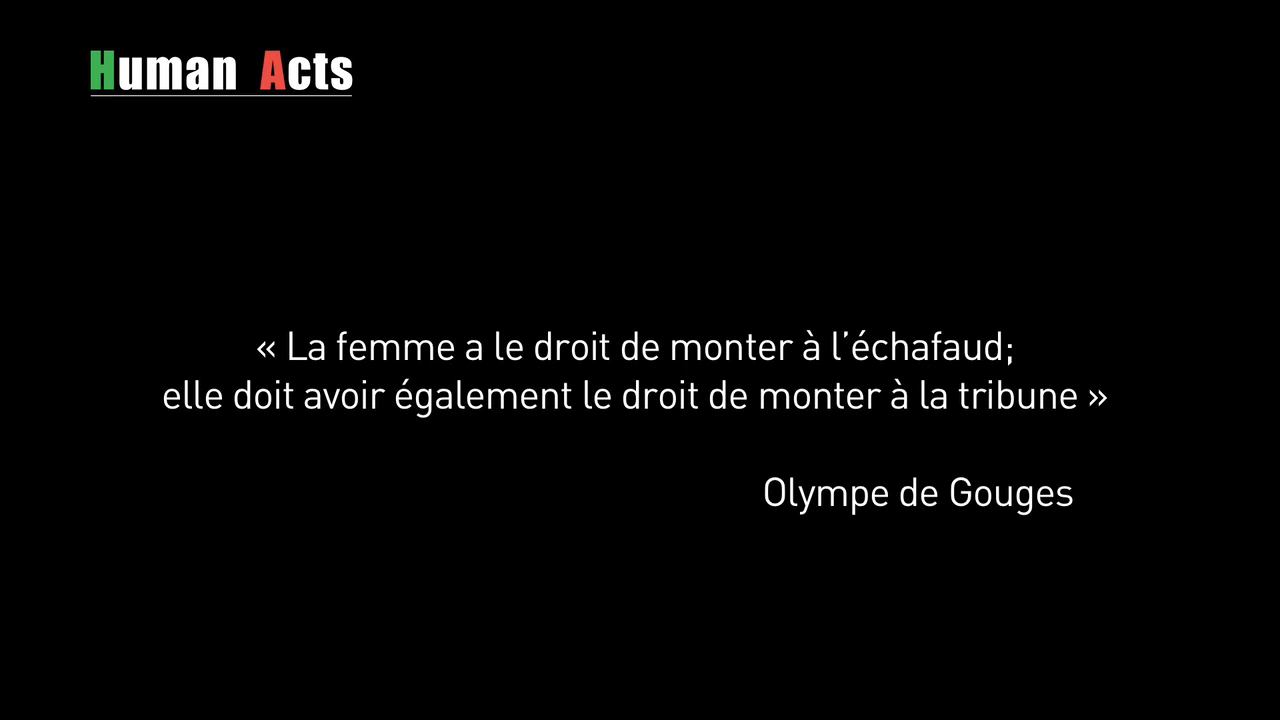 Human Acts
« La femme a le droit de monter à l’échafaud;
elle doit avoir également le droit de monter à la tribune »
Olympe de Gouges